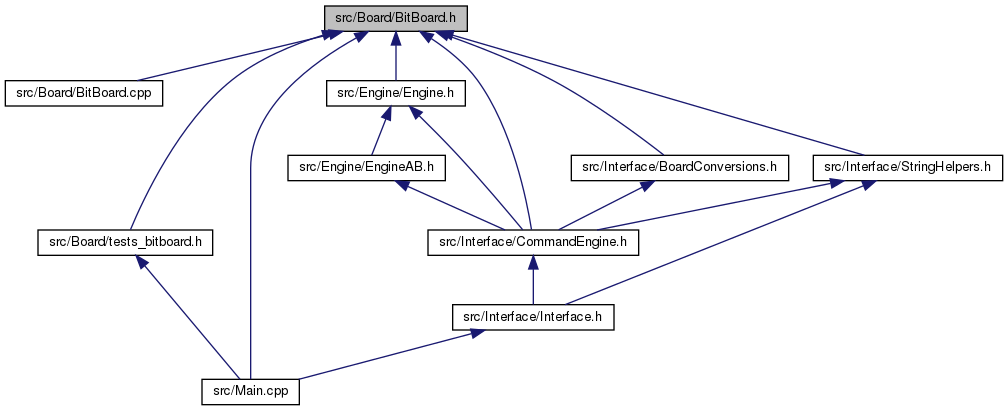 src/Board/BitBoard.h
src/Board/BitBoard.cpp
src/Engine/Engine.h
src/Engine/EngineAB.h
src/Interface/BoardConversions.h
src/Interface/StringHelpers.h
src/Board/tests_bitboard.h
src/Interface/CommandEngine.h
src/Interface/Interface.h
src/Main.cpp